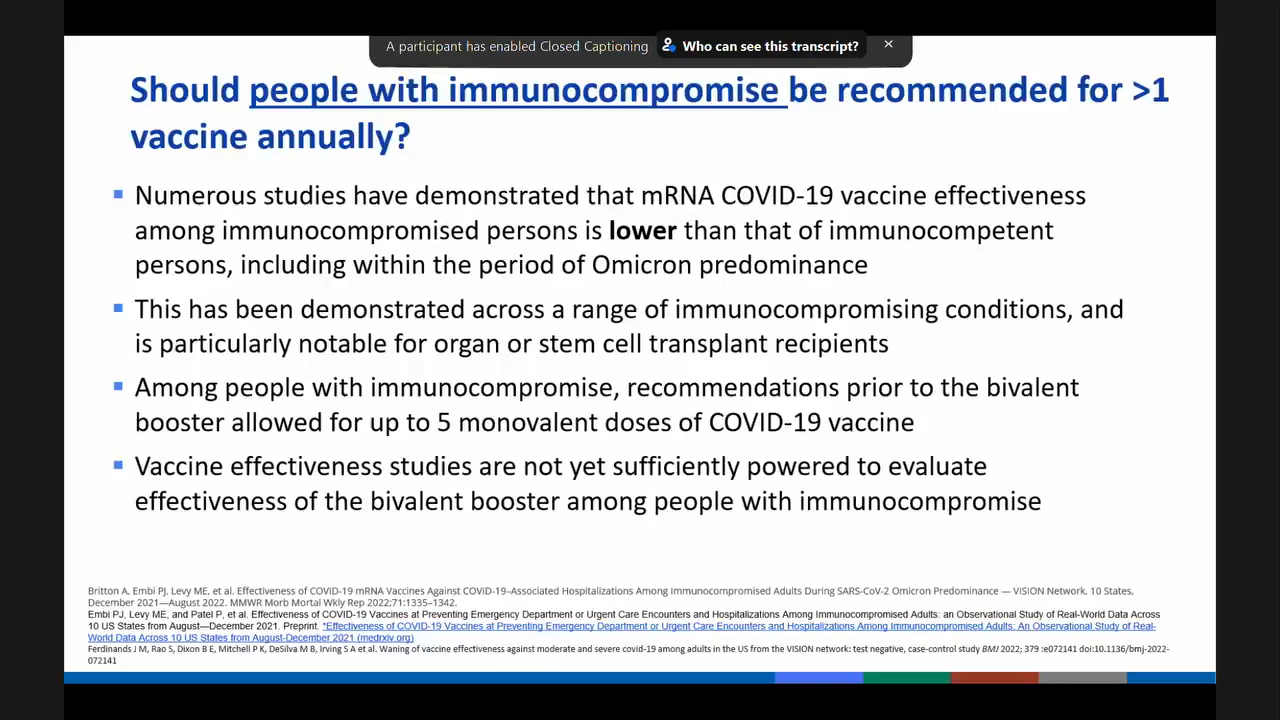 A participant has enabled Closed Captioning Who can see this transcript? ×
Should people with immunocompromise be recommended for >1
vaccine annually?
▪ Numerous studies have demonstrated that mRNA COVID-19 vaccine effectiveness
among immunocompromised persons is lower than that of immunocompetent
persons, including within the period of Omicron predominance
▪ This has been demonstrated across a range of immunocompromising conditions, and
is particularly notable for organ or stem cell transplant recipients
▪ Among people with immunocompromise, recommendations prior to the bivalent
booster allowed for up to 5 monovalent doses of COVID-19 vaccine
▪ Vaccine effectiveness studies are not yet sufficiently powered to evaluate
effectiveness of the bivalent booster among people with immunocompromise
Britton A, Embi PJ, Levy ME, et al. Effectiveness of COVID-19 mRNA Vaccines Against COVID-19–Associated Hospitalizations Among Immunocompromised Adults During SARS-CoV-2 Omicron Predominance — VISION Network, 10 States,
December 2021—August 2022. MMWR Morb Mortal Wkly Rep 2022;71:1335–1342.
Embi PJ, Levy ME, and Patel P, et al. Effectiveness of COVID-19 Vaccines at Preventing Emergency Department or Urgent Care Encounters and Hospitalizations Among Immunocompromised Adults: an Observational Study of Real-World Data Across
10 US States from August–December 2021. Preprint. *Effectiveness of COVID-19 Vaccines at Preventing Emergency Department or Urgent Care Encounters and Hospitalizations Among Immunocompromised Adults: An Observational Study of Real-
World Data Across 10 US States from August-December 2021 (medrxiv.org)
Ferdinands J M, Rao S, Dixon B E, Mitchell P K, DeSilva M B, Irving S A et al. Waning of vaccine effectiveness against moderate and severe covid-19 among adults in the US from the VISION network: test negative, case-control study BMJ 2022; 379 :e072141 doi:10.1136/bmj-2022-
072141